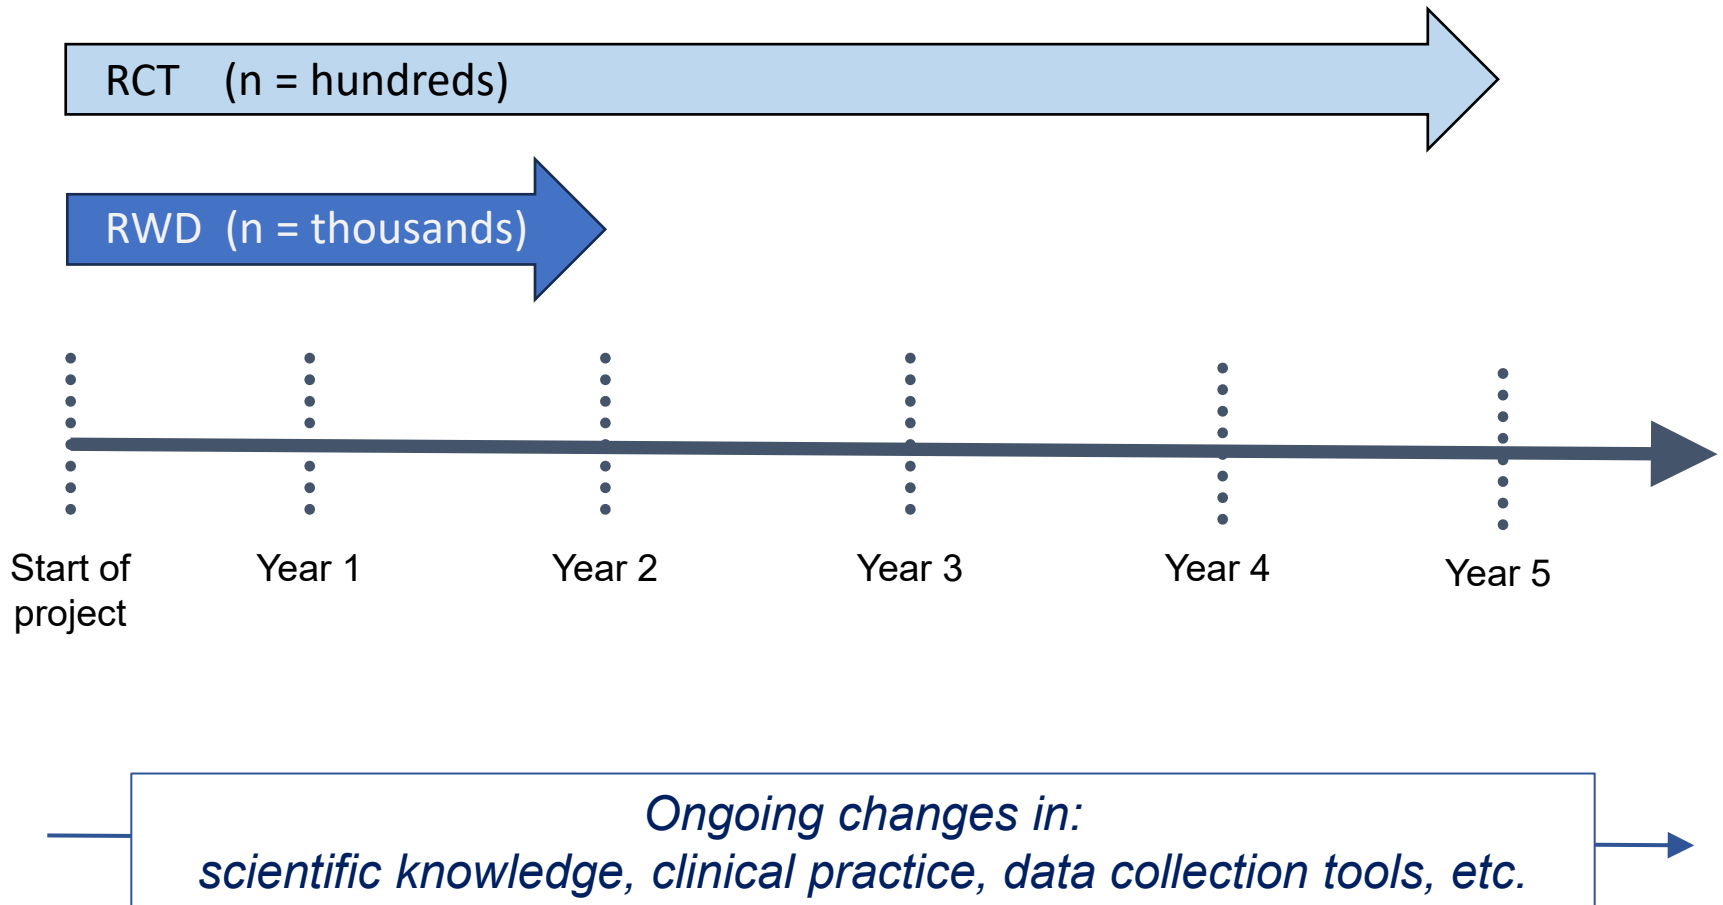 RCT (n = hundreds)
RWD (n = thousands)
Start of
project
Year 1
Year 2
Year 3
Year 4
Year 5
Ongoing changes in:
scientific knowledge, clinical practice, data collection tools, etc.